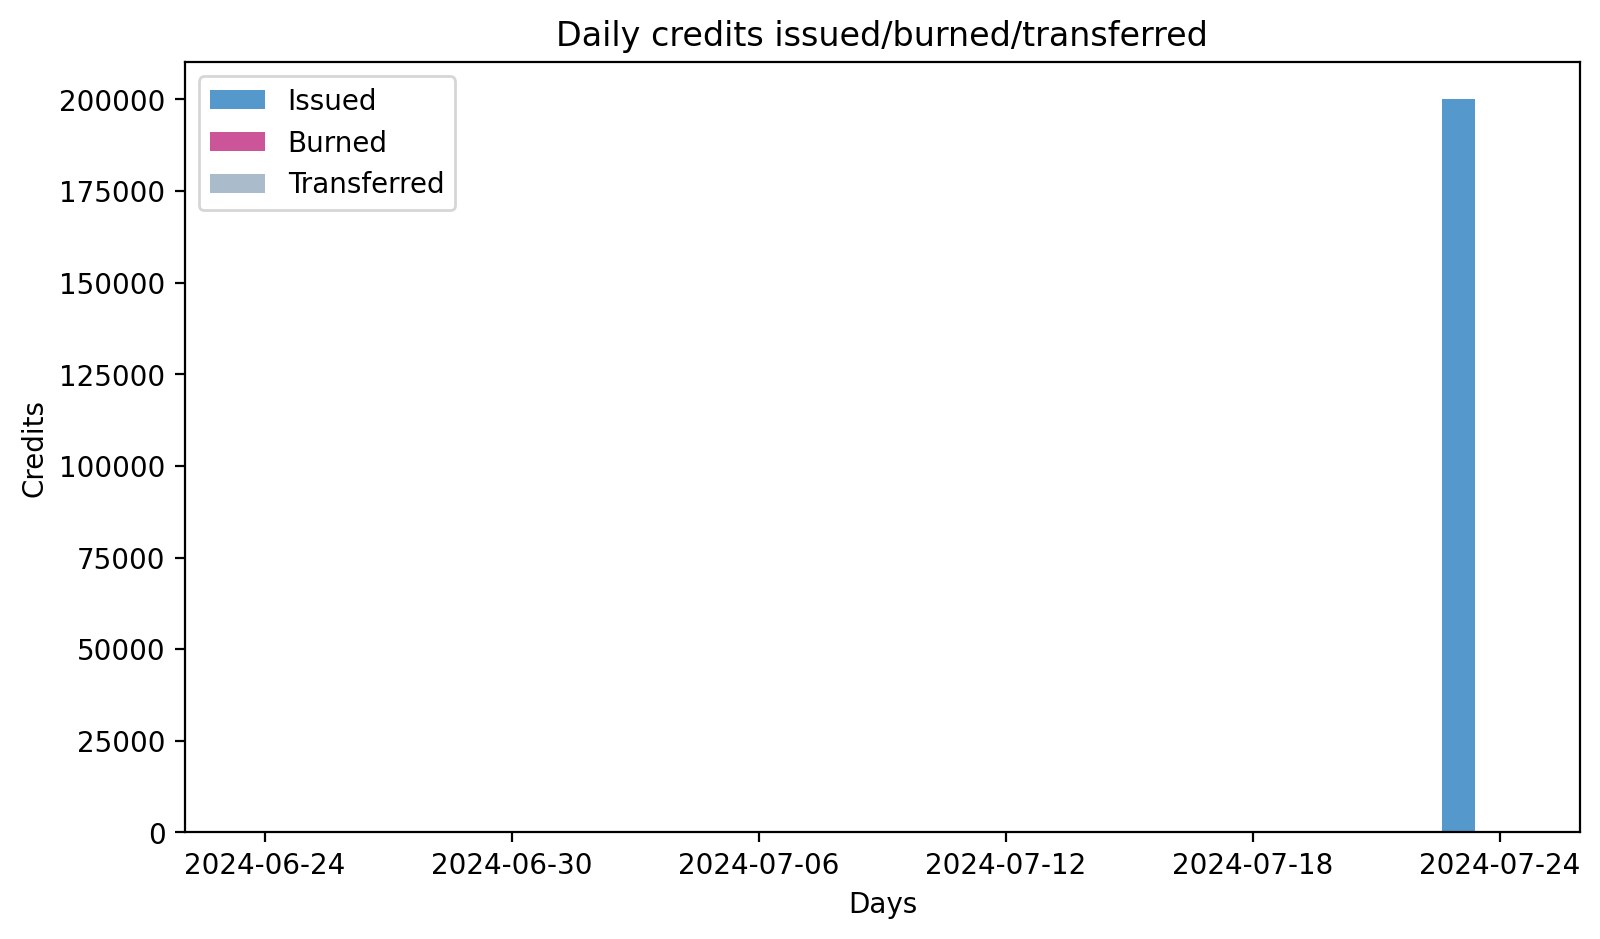 Daily credits issued/burned/transferred
Issued
Burned
Transferred
200000
175000
150000
125000
100000
75000
50000
25000
0
Credits
2024-06-24 2024-06-30 2024-07-06 2024-07-12 2024-07-18 2024-07-24
Days